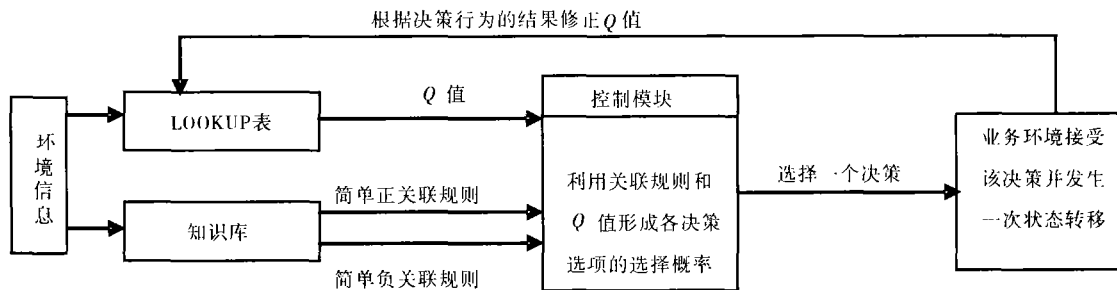 根据决策行为的结果修正Q 值
环境信息
LOOKUP表
Q 值
控制模块
利用关联规则和
Q 值形成各决策
选项的选择概率
简单正关联规则
知识库
简单负关联规则
选择一个决策
业务环境接受
该决策并发生
一次状态转移